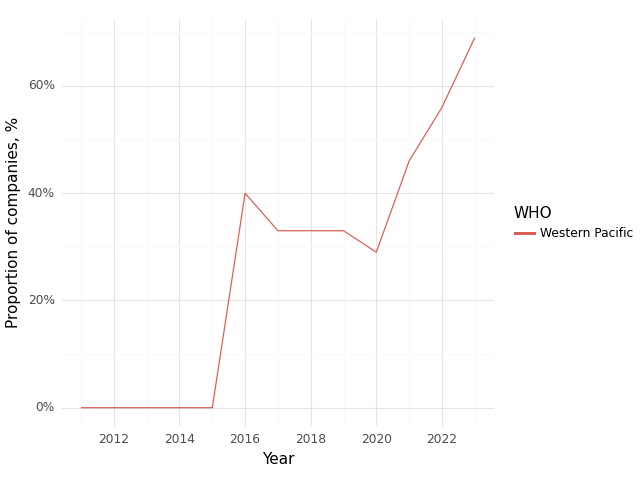 Proportion of companies, %
60%
40%
20%
0%
2012 2014 2016 2018 2020 2022
Year
WHO
Western Pacific